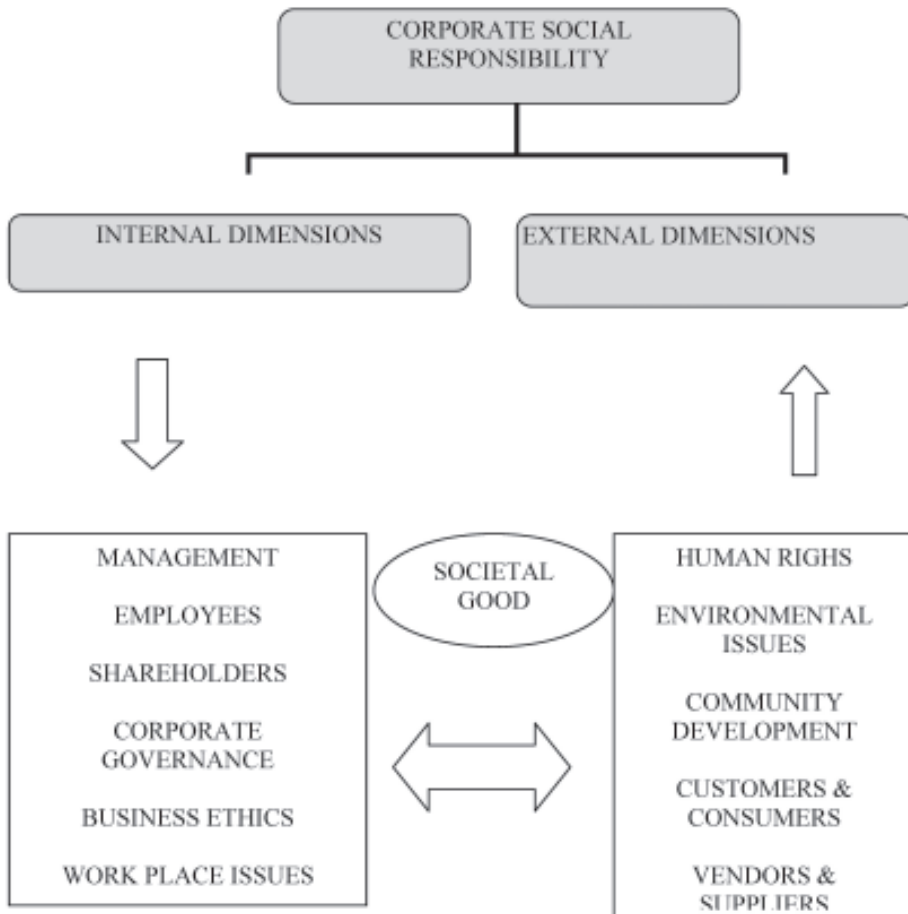 CORPORATE SOCIAL
RESPONSIBILITY
INTERNAL DIMENSIONS
EXTERNAL DIMENSIONS
MANAGEMENT
EMPLOYEES
SHAREHOLDERS
CORPORATE
GOVERNANCE
BUSINESS ETHICS
WORK PLACE ISSUES
SOCIETAL
GOOD
HUMAN RIGHS
ENVIRONMENTAL
ISSUES
COMMUNITY
DEVELOPMENT
CUSTOMERS &
CONSUMERS
VENDORS &
SUPPLIERS